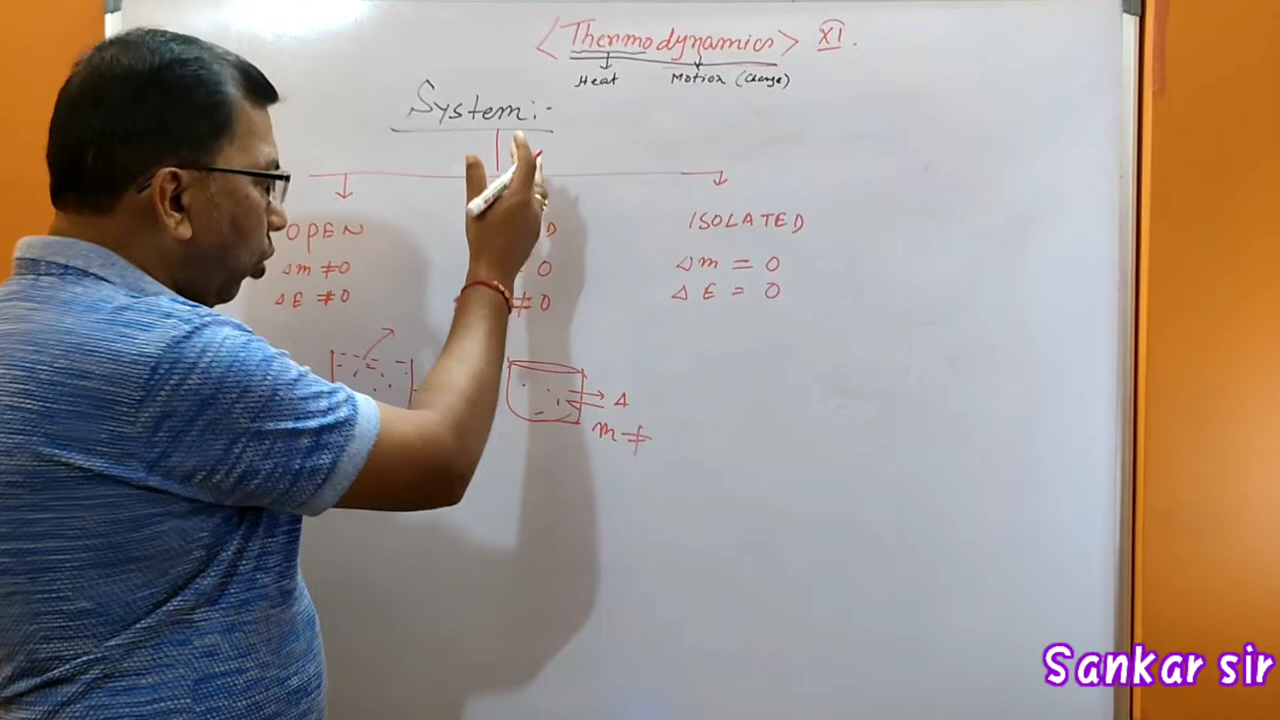 < Thermodynamics > XI.
Heat Motion (Change)
System:-
OPEN D ISOLATED
Δm ≠0 = 0 Δm = 0
ΔE ≠0 ≠0 ΔE = 0
Δ
m ≠
Sankar sir